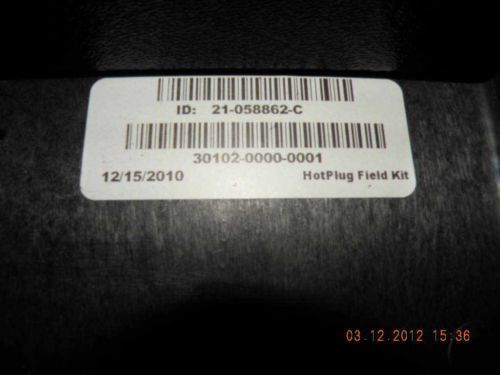 ID: 21-058862-C
30102-0000-0001
12/15/2010 HotPlug Field Kit
03.12.2012 15:36